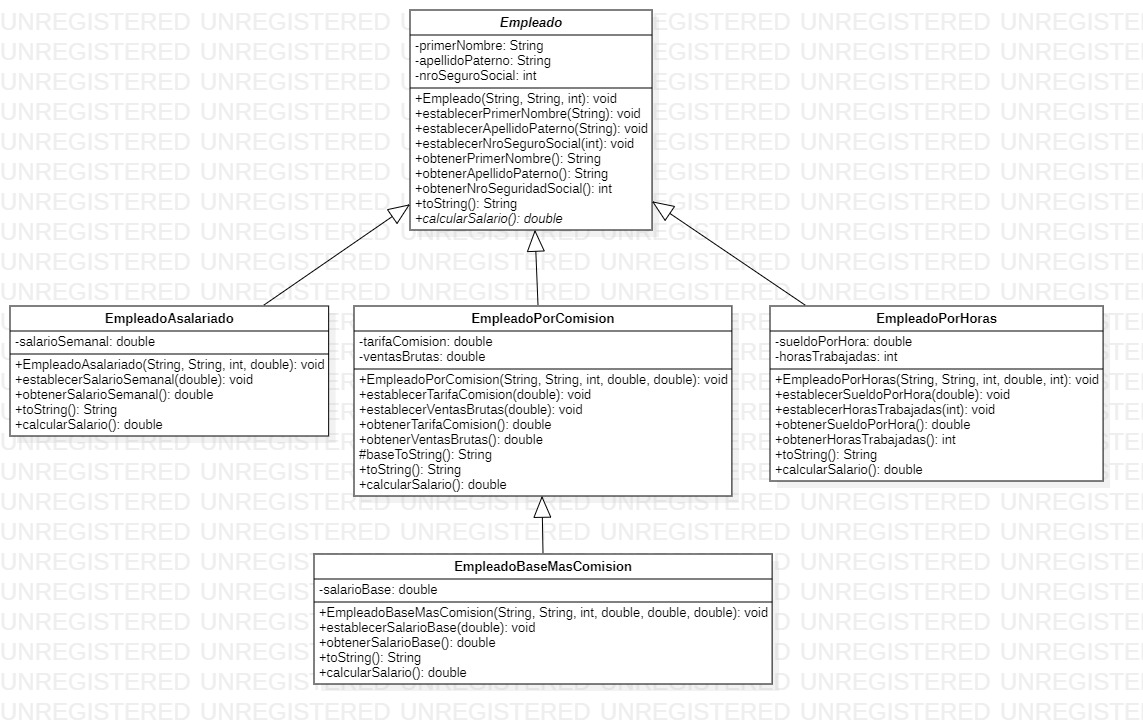 Empleado
-primerNombre: String
-apellidoPaterno: String
-nroSeguroSocial: int
+Empleado(String, String, int): void
+establecerPrimerNombre(String): void
+establecerApellidoPaterno(String): void
+establecerNroSeguroSocial(int): void
+obtenerPrimerNombre(): String
+obtenerApellidoPaterno(): String
+obtenerNroSeguridadSocial(): int
+toString(): String
+calcularSalario(): double
EmpleadoAsalariado
-salarioSemanal: double
+EmpleadoAsalariado(String, String, int, double): void
+establecerSalarioSemanal(double): void
+obtenerSalarioSemanal(): double
+toString(): String
+calcularSalario(): double
EmpleadoPorComision
-tarifaComision: double
-ventasBrutas: double
+EmpleadoPorComision(String, String, int, double, double): void
+establecerTarifaComision(double): void
+establecerVentasBrutas(double): void
+obtenerTarifaComision(): double
+obtenerVentasBrutas(): double
#baseToString(): String
+toString(): String
+calcularSalario(): double
EmpleadoPorHoras
-sueldoPorHora: double
-horasTrabajadas: int
+EmpleadoPorHoras(String, String, int, double, int): void
+establecerSueldoPorHora(double): void
+establecerHorasTrabajadas(int): void
+obtenerSueldoPorHora(): double
+obtenerHorasTrabajadas(): int
+toString(): String
+calcularSalario(): double
EmpleadoBaseMasComision
-salarioBase: double
+EmpleadoBaseMasComision(String, String, int, double, double, double): void
+establecerSalarioBase(double): void
+obtenerSalarioBase(): double
+toString(): String
+calcularSalario(): double
UNREGISTERED